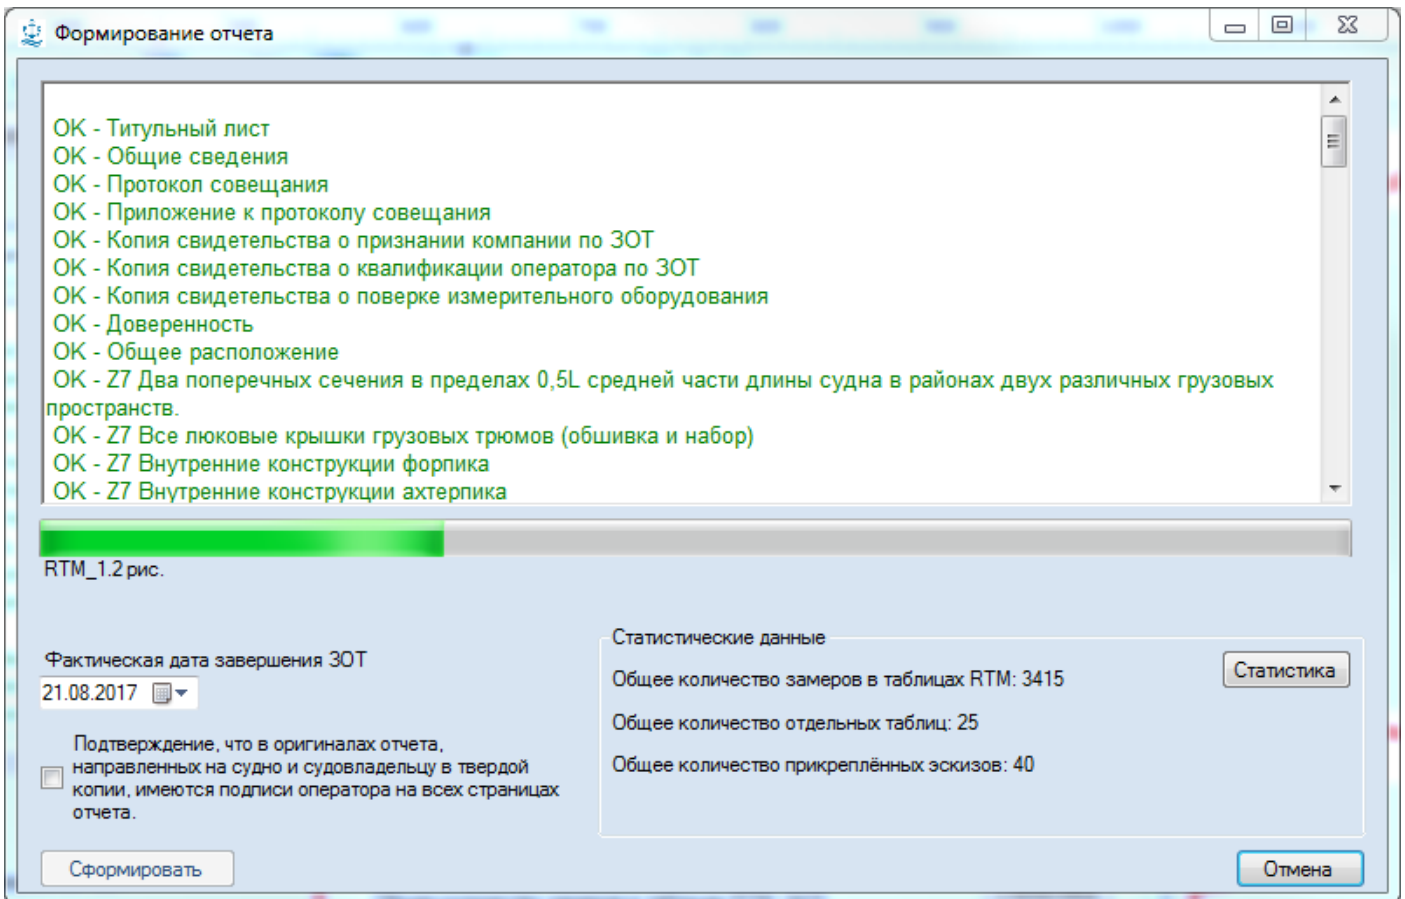 Формирование отчета
OK - Титульный лист
OK - Общие сведения
OK - Протокол совещания
OK - Приложение к протоколу совещания
OK - Копия свидетельства о признании компании по ЗОТ
OK - Копия свидетельства о квалификации оператора по ЗОТ
OK - Копия свидетельства о поверке измерительного оборудования
OK - Доверенность
OK - Общее расположение
OK - Z7 Два поперечных сечения в пределах 0,5L средней части длины судна в районах двух различных грузовых
пространств.
OK - Z7 Все люковые крышки грузовых трюмов (обшивка и набор)
OK - Z7 Внутренние конструкции форпика
OK - Z7 Внутренние конструкции ахтерпика
RTM_1.2 рис.
Фактическая дата завершения ЗОТ
21.08.2017
Подтверждение, что в оригиналах отчета,
направленных на судно и судовладельцу в твердой
копии, имеются подписи оператора на всех страницах
отчета.
Сформировать
Статистические данные
Статистика
Общее количество замеров в таблицах RTM: 3415
Общее количество отдельных таблиц: 25
Общее количество прикреплённых эскизов: 40
Отмена